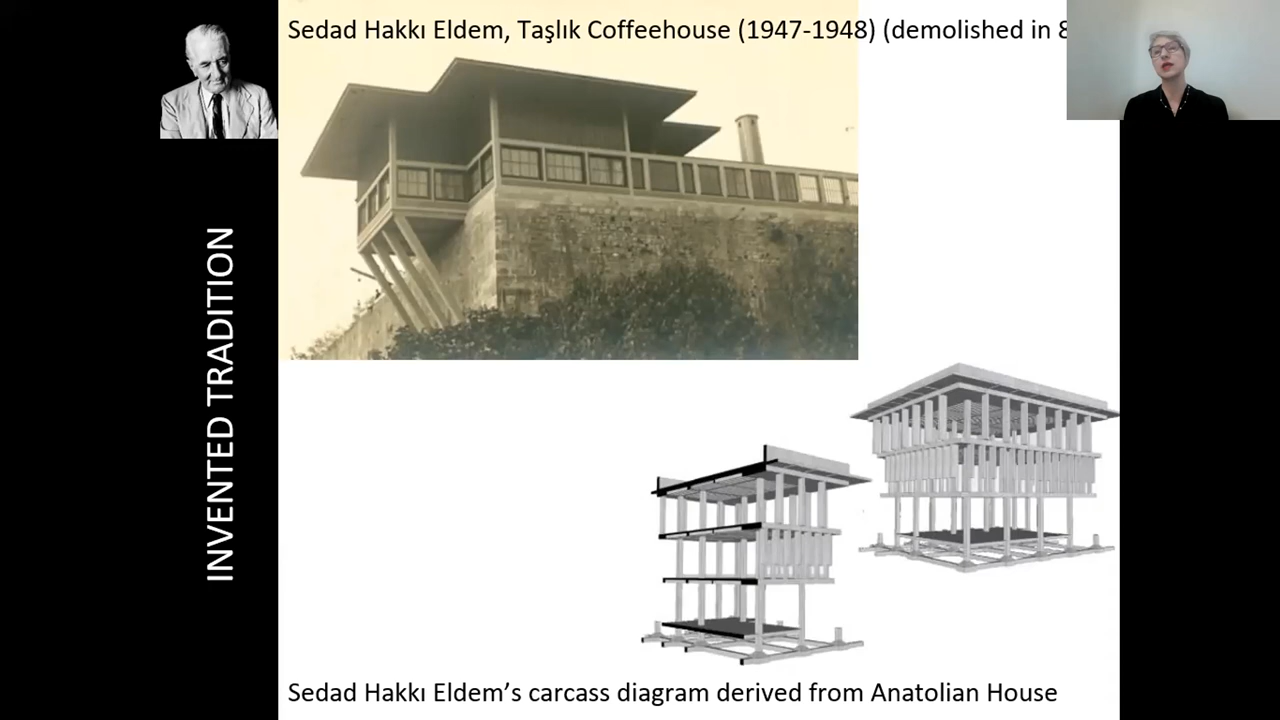 Sedad Hakkı Eldem, Taşlık Coffeehouse (1947-1948) (demolished in 8
INVENTED TRADITION
Sedad Hakkı Eldem’s carcass diagram derived from Anatolian House